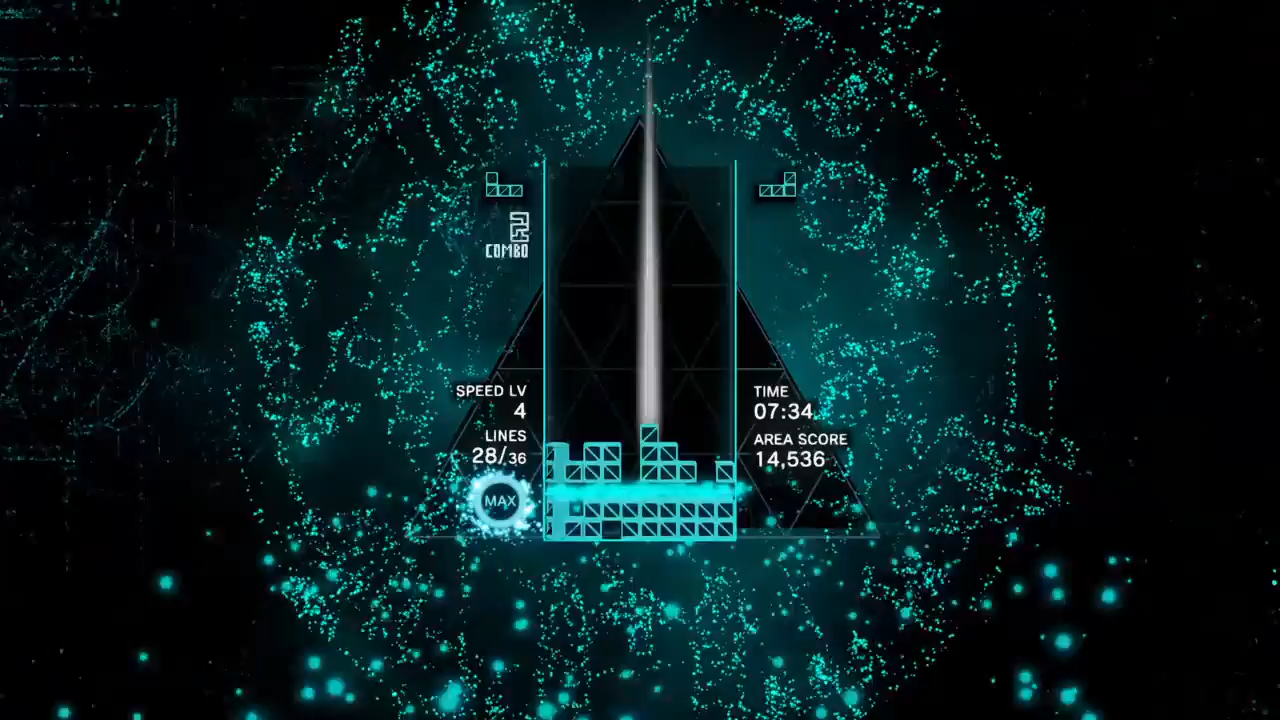 2
COMBO
SPEED LV
4
LINES
28/36
MAX
TIME
07:34
AREA SCORE
14,536